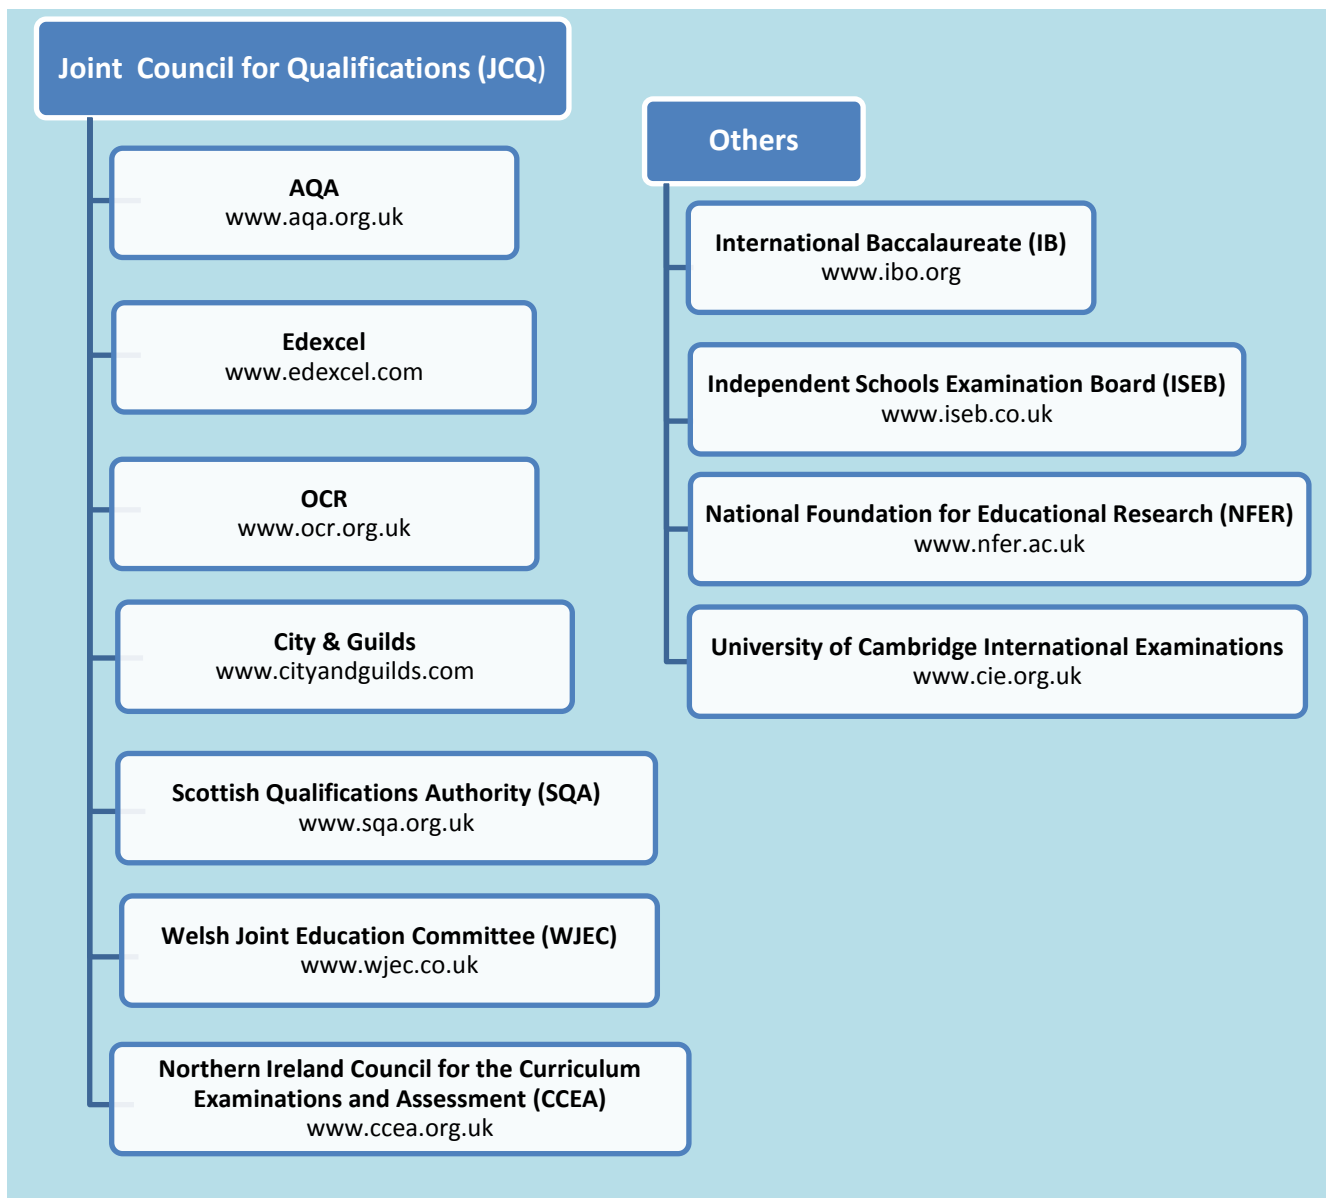 Joint Council for Qualifications (JCQ)
AQA
www.aqa.org.uk
Edexcel
www.edexcel.com
OCR
www.ocr.org.uk
City & Guilds
www.cityandguilds.com
Scottish Qualifications Authority (SQA)
www.sqa.org.uk
Welsh Joint Education Committee (WJEC)
www.wjec.co.uk
Northern Ireland Council for the Curriculum
Examinations and Assessment (CCEA)
www.ccea.org.uk
Others
International Baccalaureate (IB)
www.ibo.org
Independent Schools Examination Board (ISEB)
www.iseb.co.uk
National Foundation for Educational Research (NFER)
www.nfer.ac.uk
University of Cambridge International Examinations
www.cie.org.uk